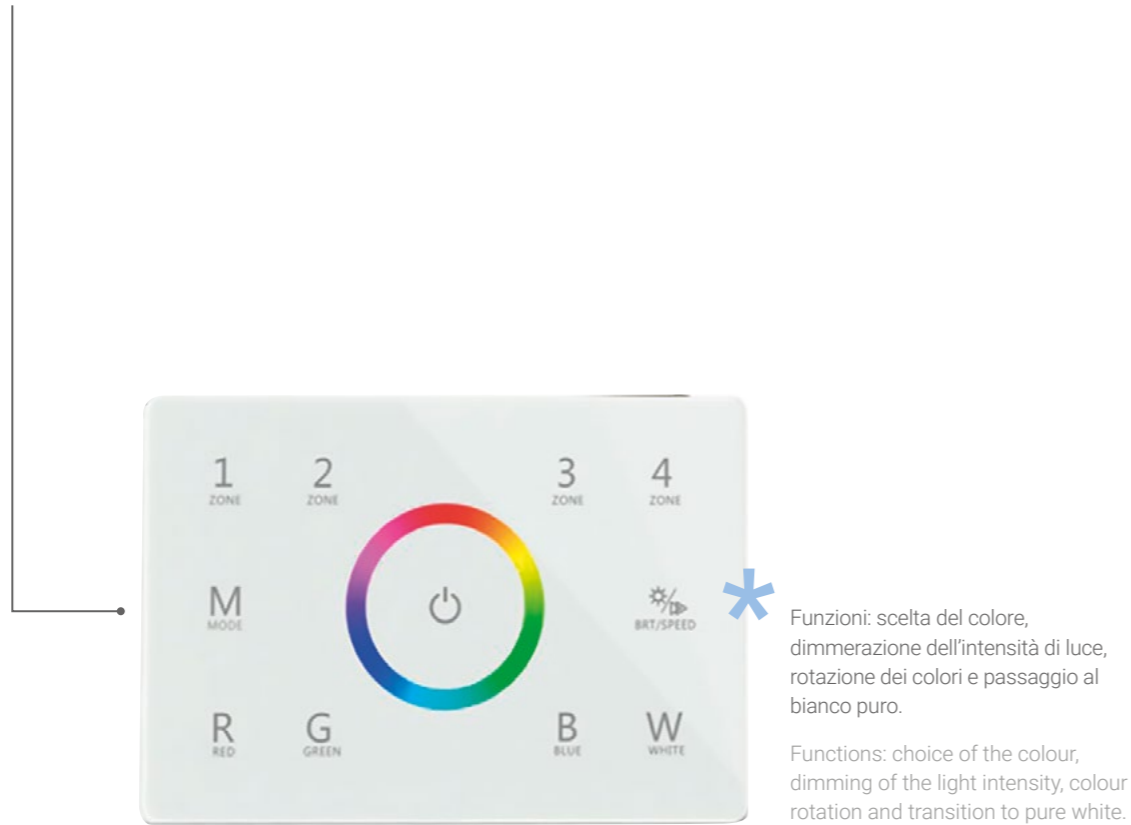 1 2 3 4
ZONE ZONE ZONE ZONE
M
MODE BRT/SPEED
R G B W
RED GREEN BLUE WHITE
Funzioni: scelta del colore,
dimmerazione dell'intensità di luce,
rotazione dei colori e passaggio al
bianco puro.
Functions: choice of the colour,
dimming of the light intensity, colour
rotation and transition to pure white.